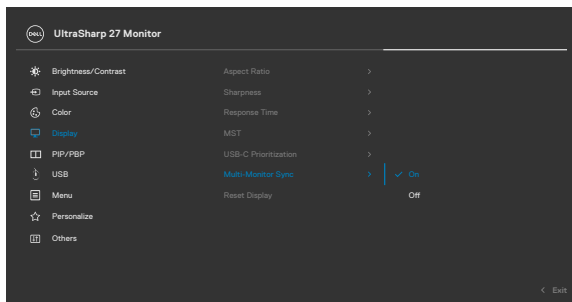 DELL UltraSharp 27 Monitor
Brightness/Contrast Aspect Ratio >
Input Source Sharpness >
Color Response Time >
Display MST >
PIP/PBP USB-C Prioritization >
USB Multi-Monitor Sync > ✓ On
Menu Reset Display Off
Personalize
Others
< Exit